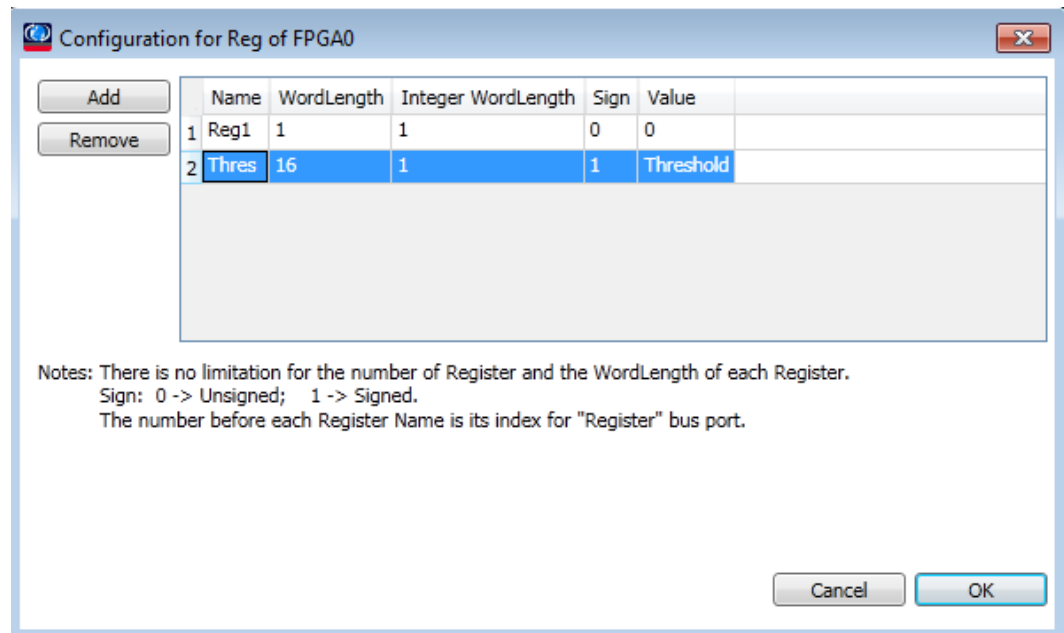 Configuration for Reg of FPGA0
Add
Remove
Name WordLength Integer WordLength Sign Value
1 Reg1 1 1 0 0
2 Thres 16 1 1 Threshold
Notes: There is no limitation for the number of Register and the WordLength of each Register.
Sign: 0 -> Unsigned; 1 -> Signed.
The number before each Register Name is its index for "Register" bus port.
Cancel OK